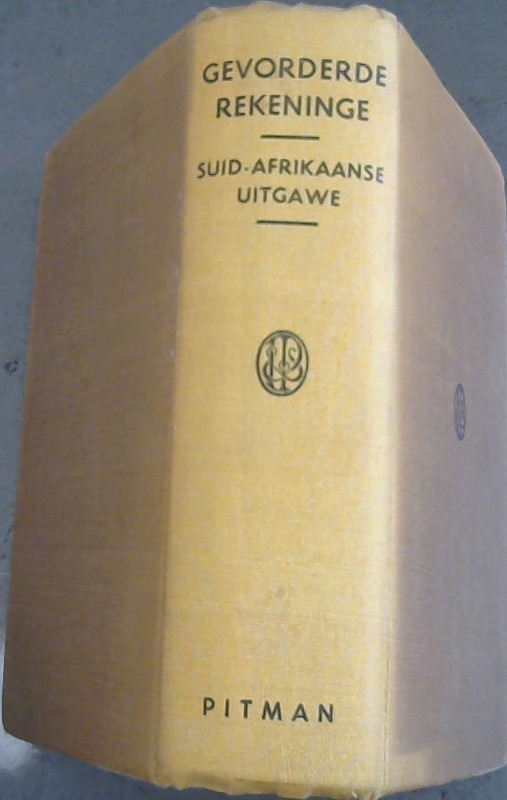 GEVORDERDE
REKENINGE
SUID-AFRIKAANSE
UITGAWE
PITMAN